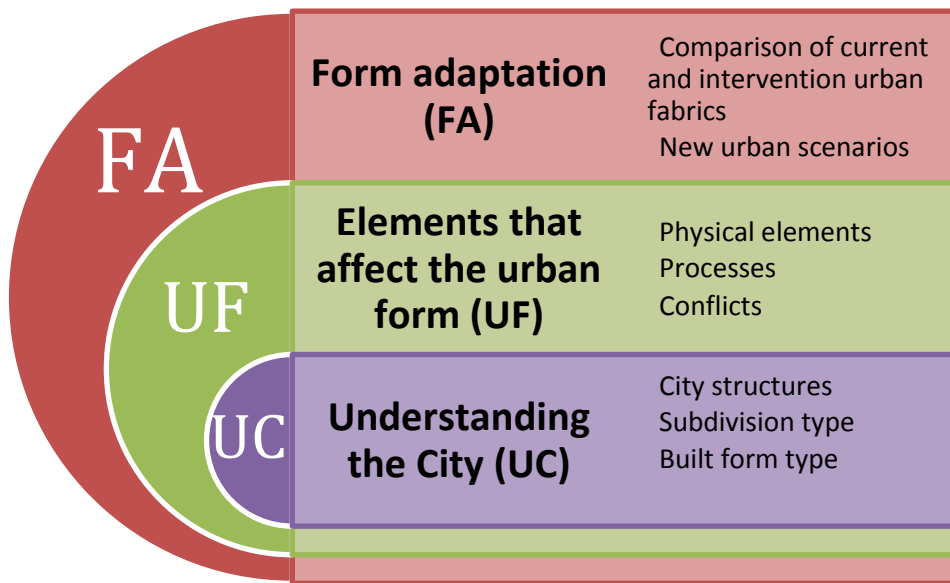 FA
Form adaptation
(FA)
Comparison of current
and intervention urban
fabrics
New urban scenarios
UF
Elements that
affect the urban
form (UF)
Physical elements
Processes
Conflicts
UC
Understanding
the City (UC)
City structures
Subdivision type
Built form type